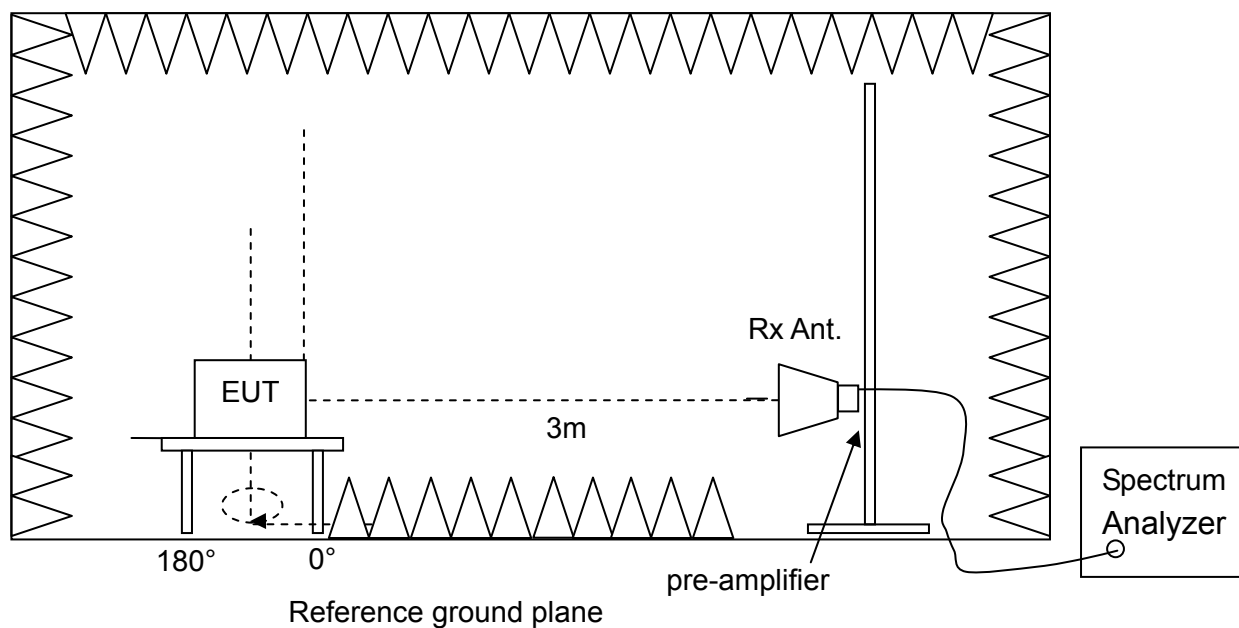 Rx Ant.
EUT
3m
Spectrum
Analyzer
180°
0°
pre-amplifier
Reference ground plane